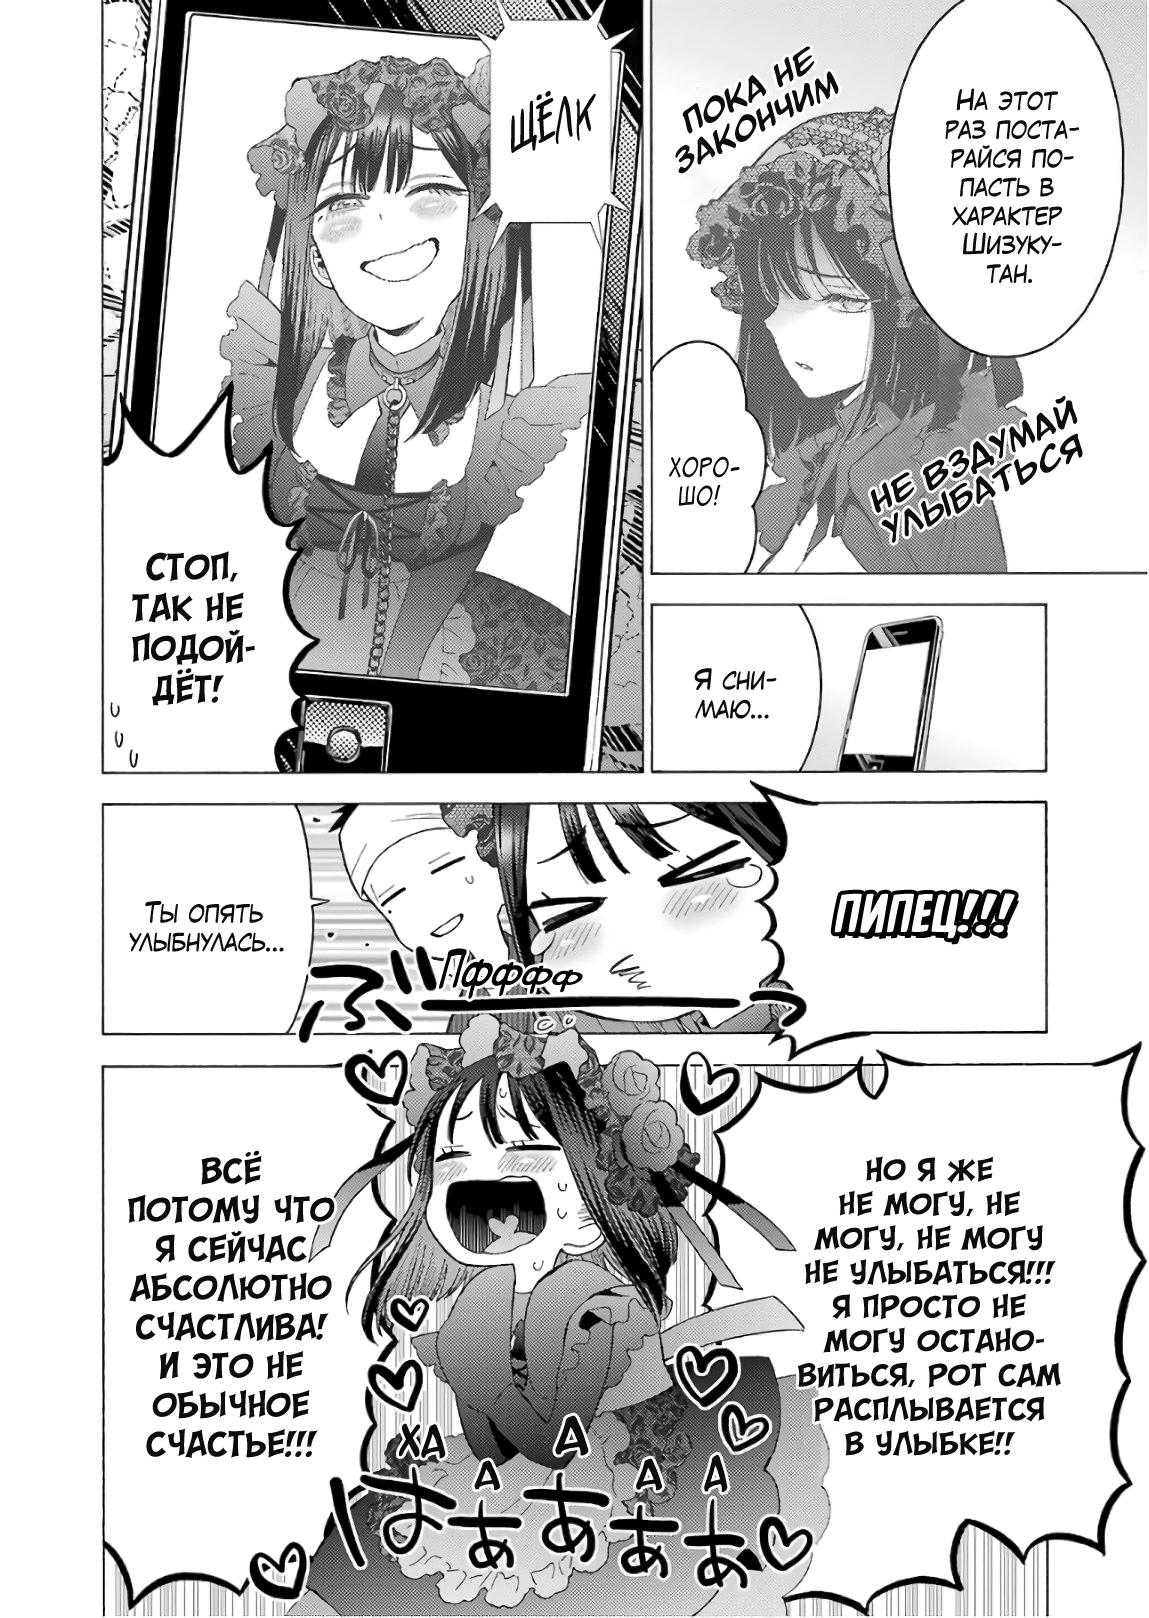 На этот
раз поста-
райся по-
пасть в
характер
Шизуку-
тан.
пока не
закончим
не вздумай
улыбаться
хоро-
шо!
Я сни-
маю...
щёлк
стоп,
так не
подой-
дёт!
пипец!!!
Пфффф
ぶっ
Ты опять
улыбнулась...
но я же
не могу, не
могу, не могу
не улыбаться!!!
я просто не
могу остано-
виться, рот сам
расплывается
в улыбке!!
всё
потому что
я сейчас
абсолютно
счастлива!
и это не
обычное
счастье!!!
ха а а а а
はぁあぁぁ